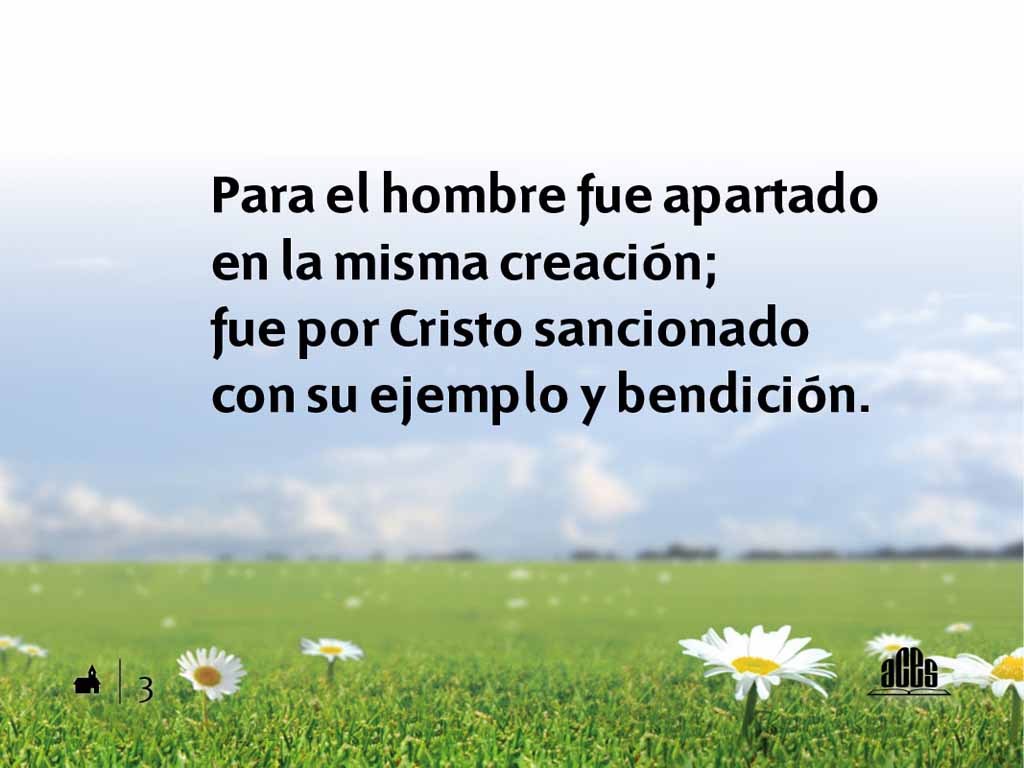 Para el hombre fue apartado
en la misma creación;
fue por Cristo sancionado
con su ejemplo y bendición.
3
aces